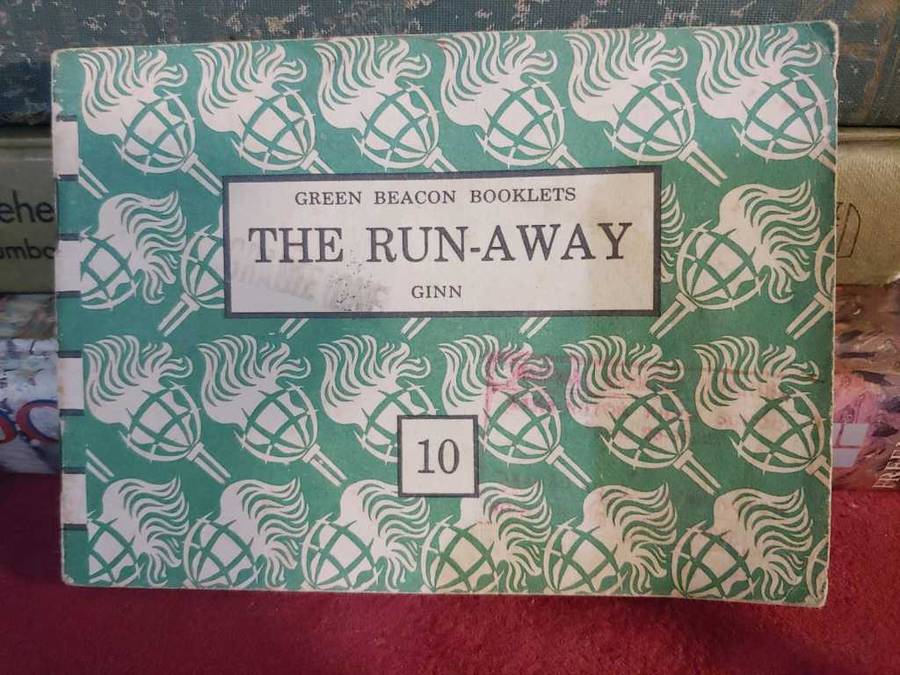 GREEN BEACON BOOKLETS
THE RUN-AWAY
GINN
10